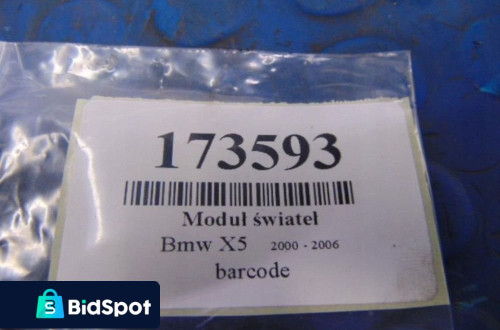 173593
Moduł świateł
Bmw X5 2000 - 2006
barcode
BidSpot